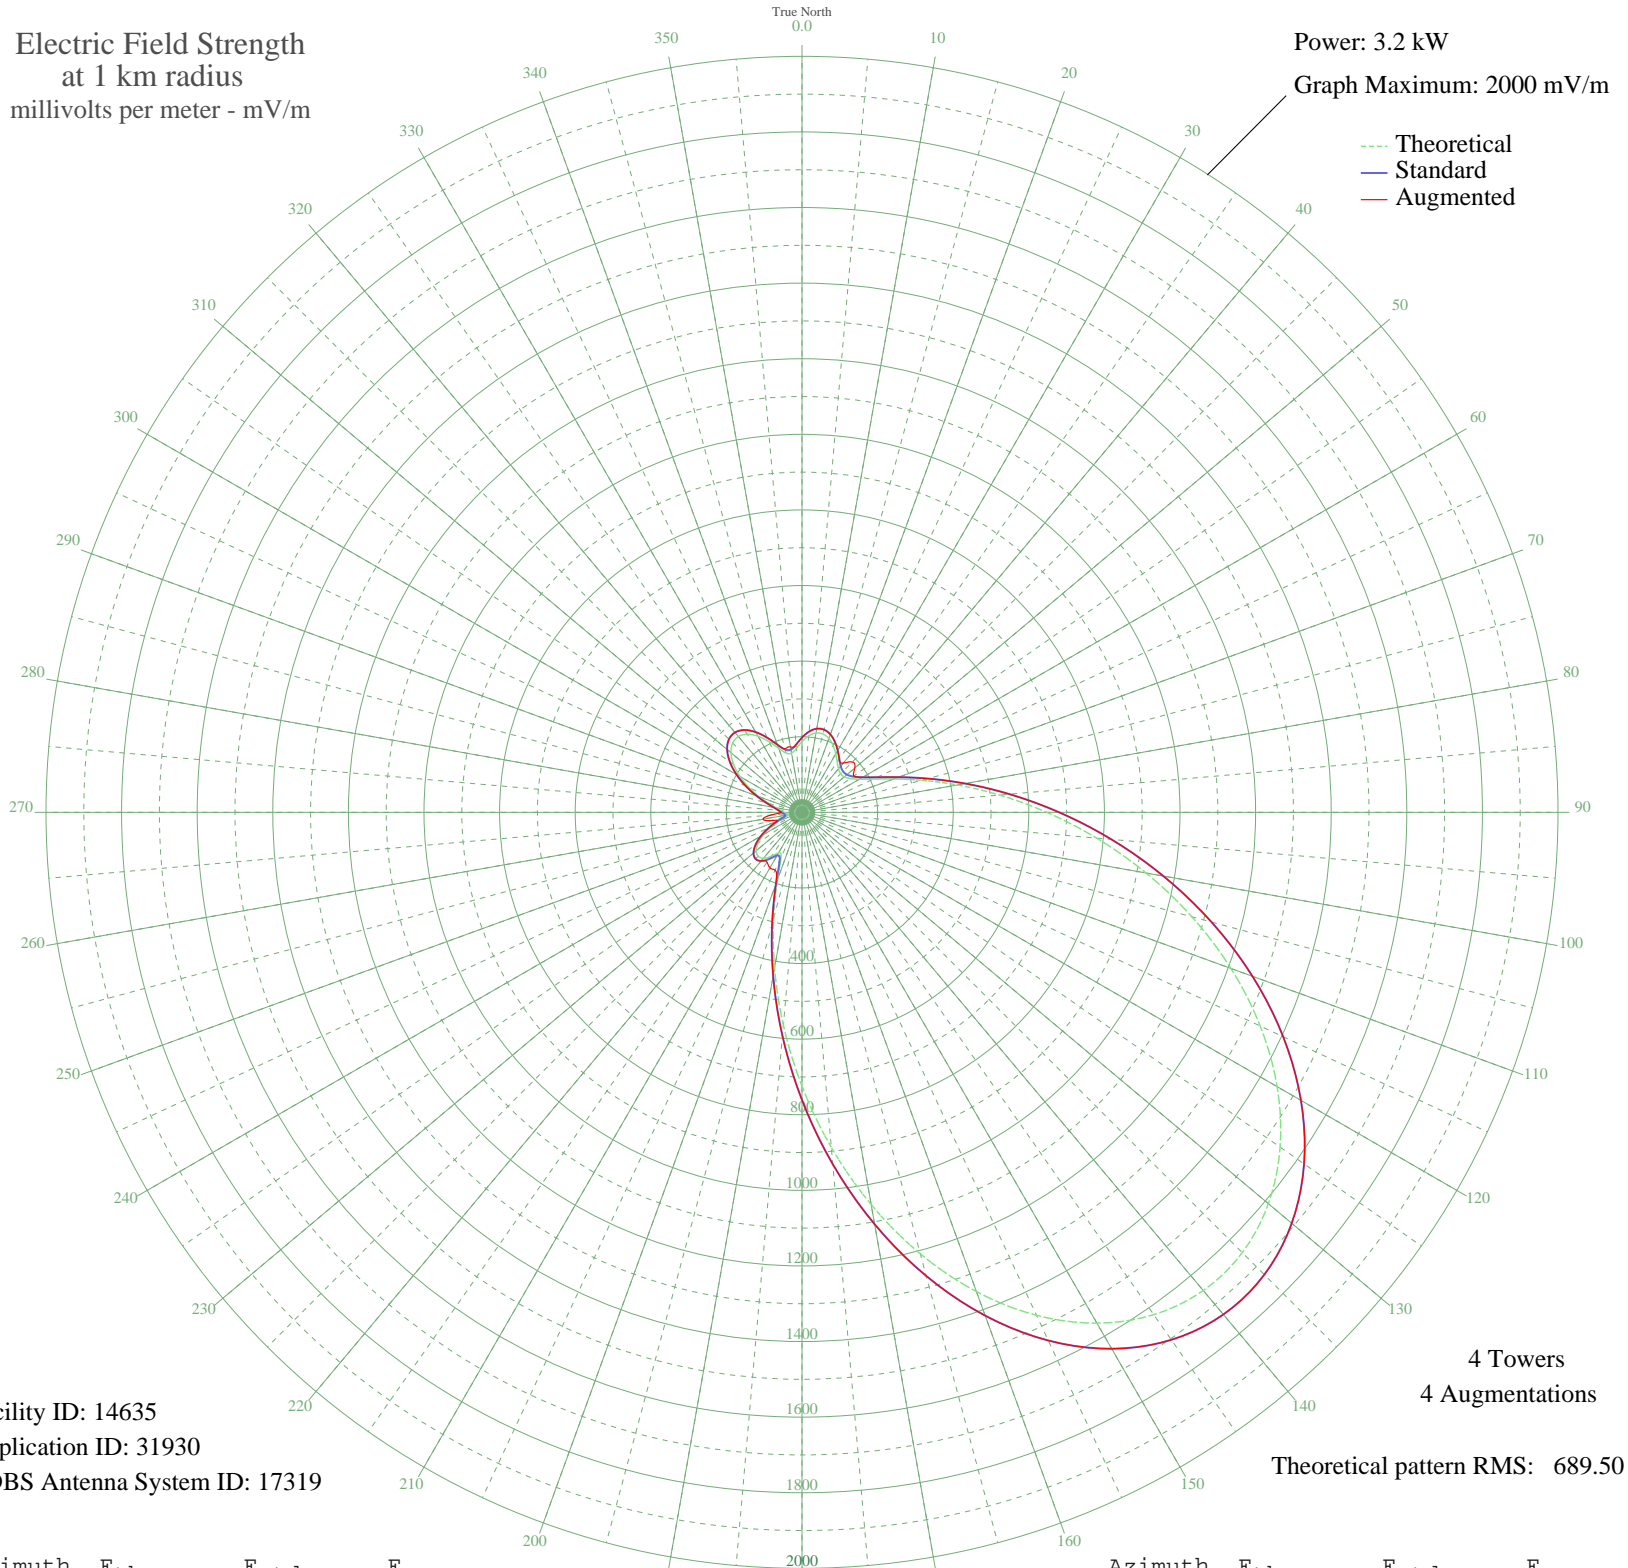 True North
0.0
Electric Field Strength
at 1 km radius
millivolts per meter - mV/m
Power: 3.2 kW
Graph Maximum: 2000 mV/m
Theoretical
Standard
Augmented
10
20
30
40
50
60
70
80
90
100
110
120
130
140
150
160
200
210
220
230
240
250
260
270
280
290
300
310
320
330
340
350
400
600
800
1000
1200
1400
1600
1800
2000
4 Towers
4 Augmentations
Theoretical pattern RMS: 689.50
cility ID: 14635
plication ID: 31930
DBS Antenna System ID: 17319